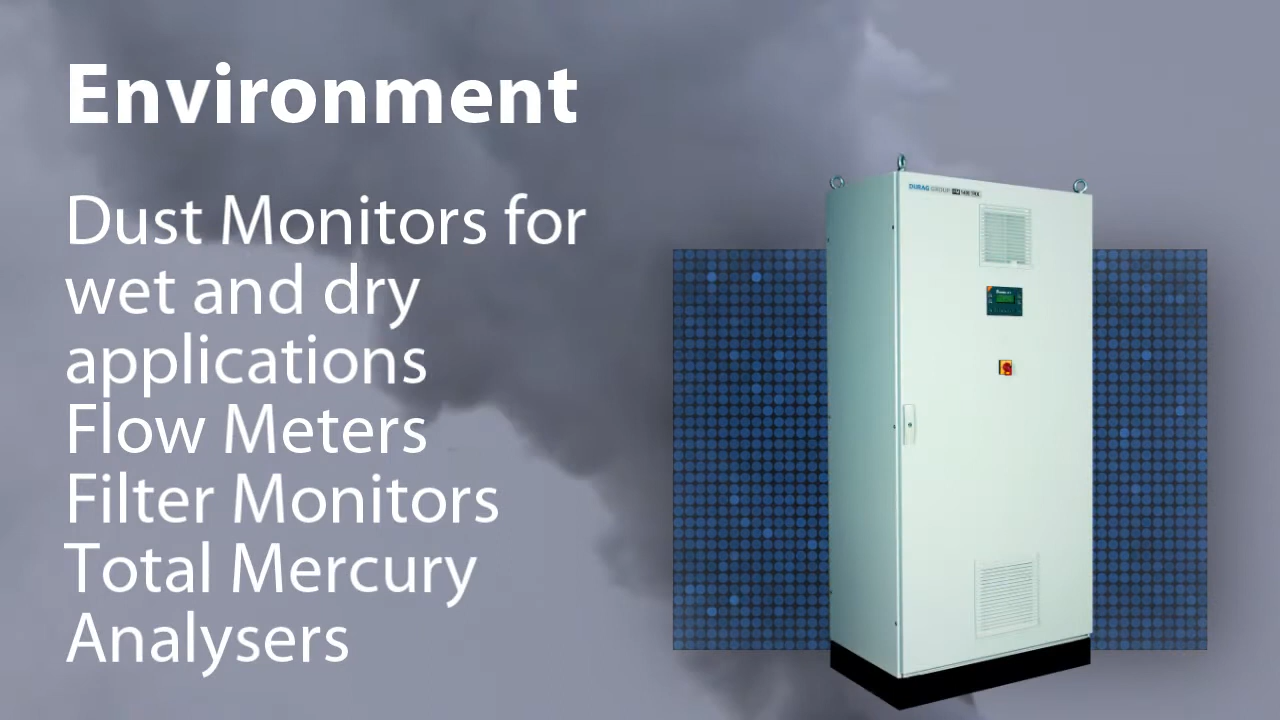 Environment
Dust Monitors for
wet and dry
applications
Flow Meters
Filter Monitors
Total Mercury
Analysers
DURAG GROUP